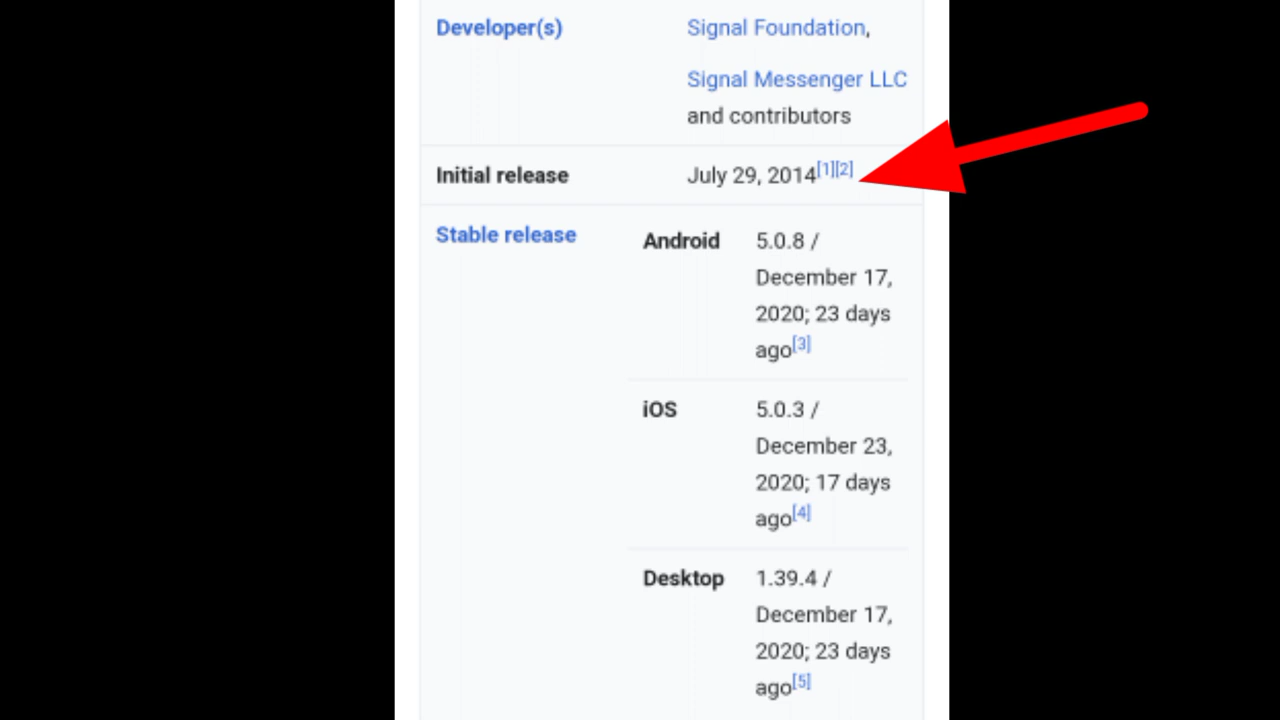 Developer(s) Signal Foundation,
Signal Messenger LLC
and contributors
Initial release July 29, 2014[1][2]
Stable release Android 5.0.8 /
December 17,
2020; 23 days
ago[3]
iOS 5.0.3 /
December 23,
2020; 17 days
ago[4]
Desktop 1.39.4 /
December 17,
2020; 23 days
ago[5]